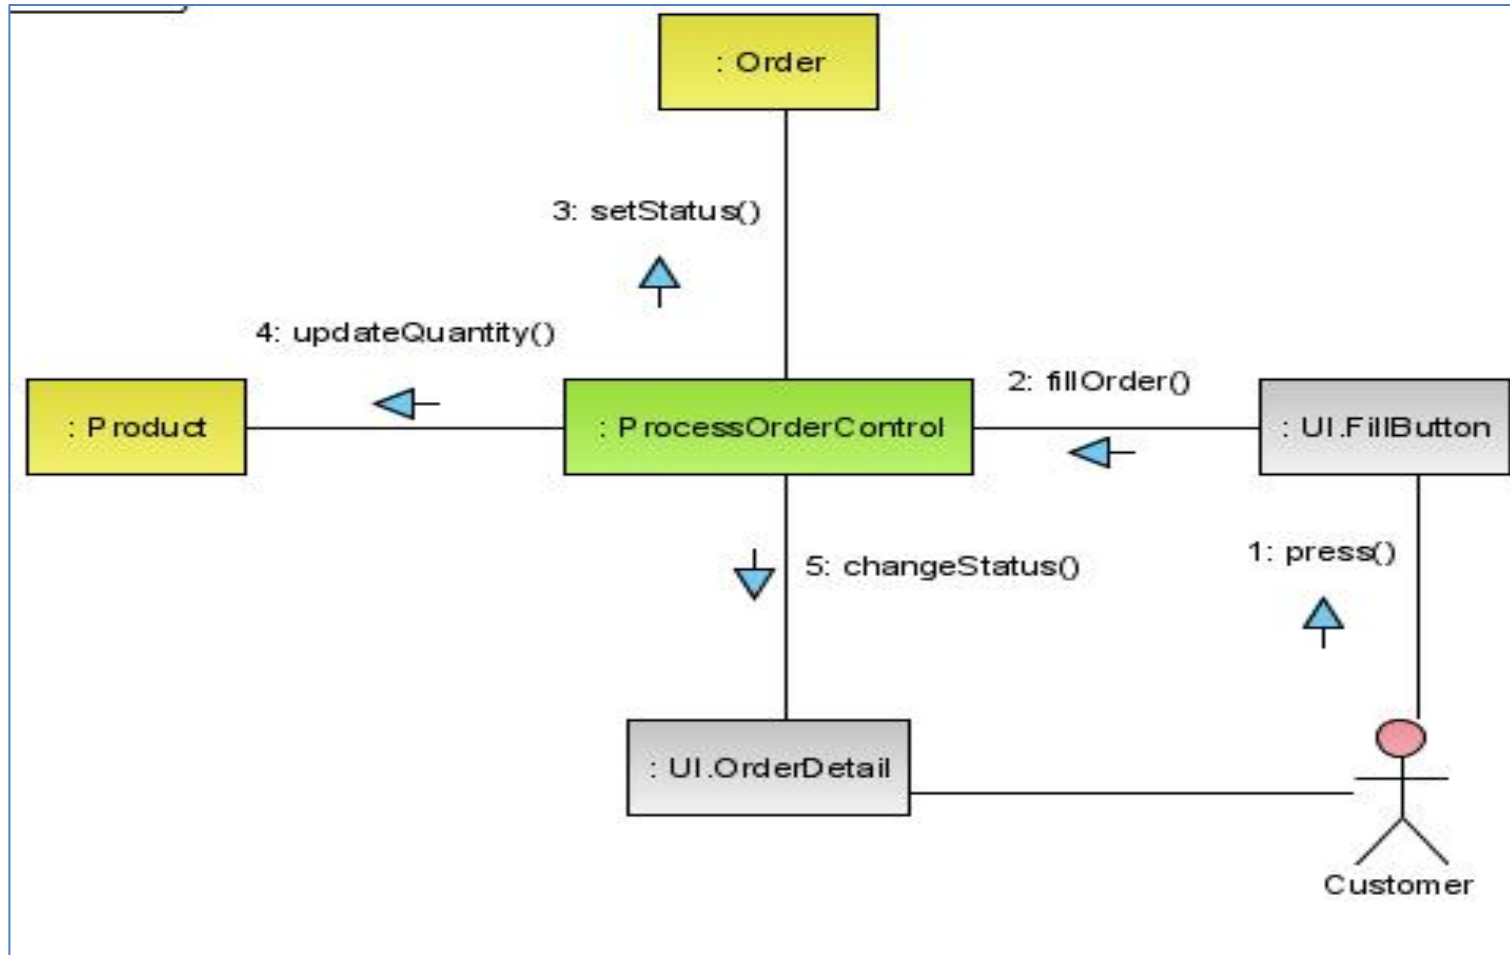 : Order
3: setStatus()
4: updateQuantity()
2: fillOrder()
: Product
: ProcessOrderControl
: UI.FillButton
1: press()
5: changeStatus()
: UI.OrderDetail
Customer